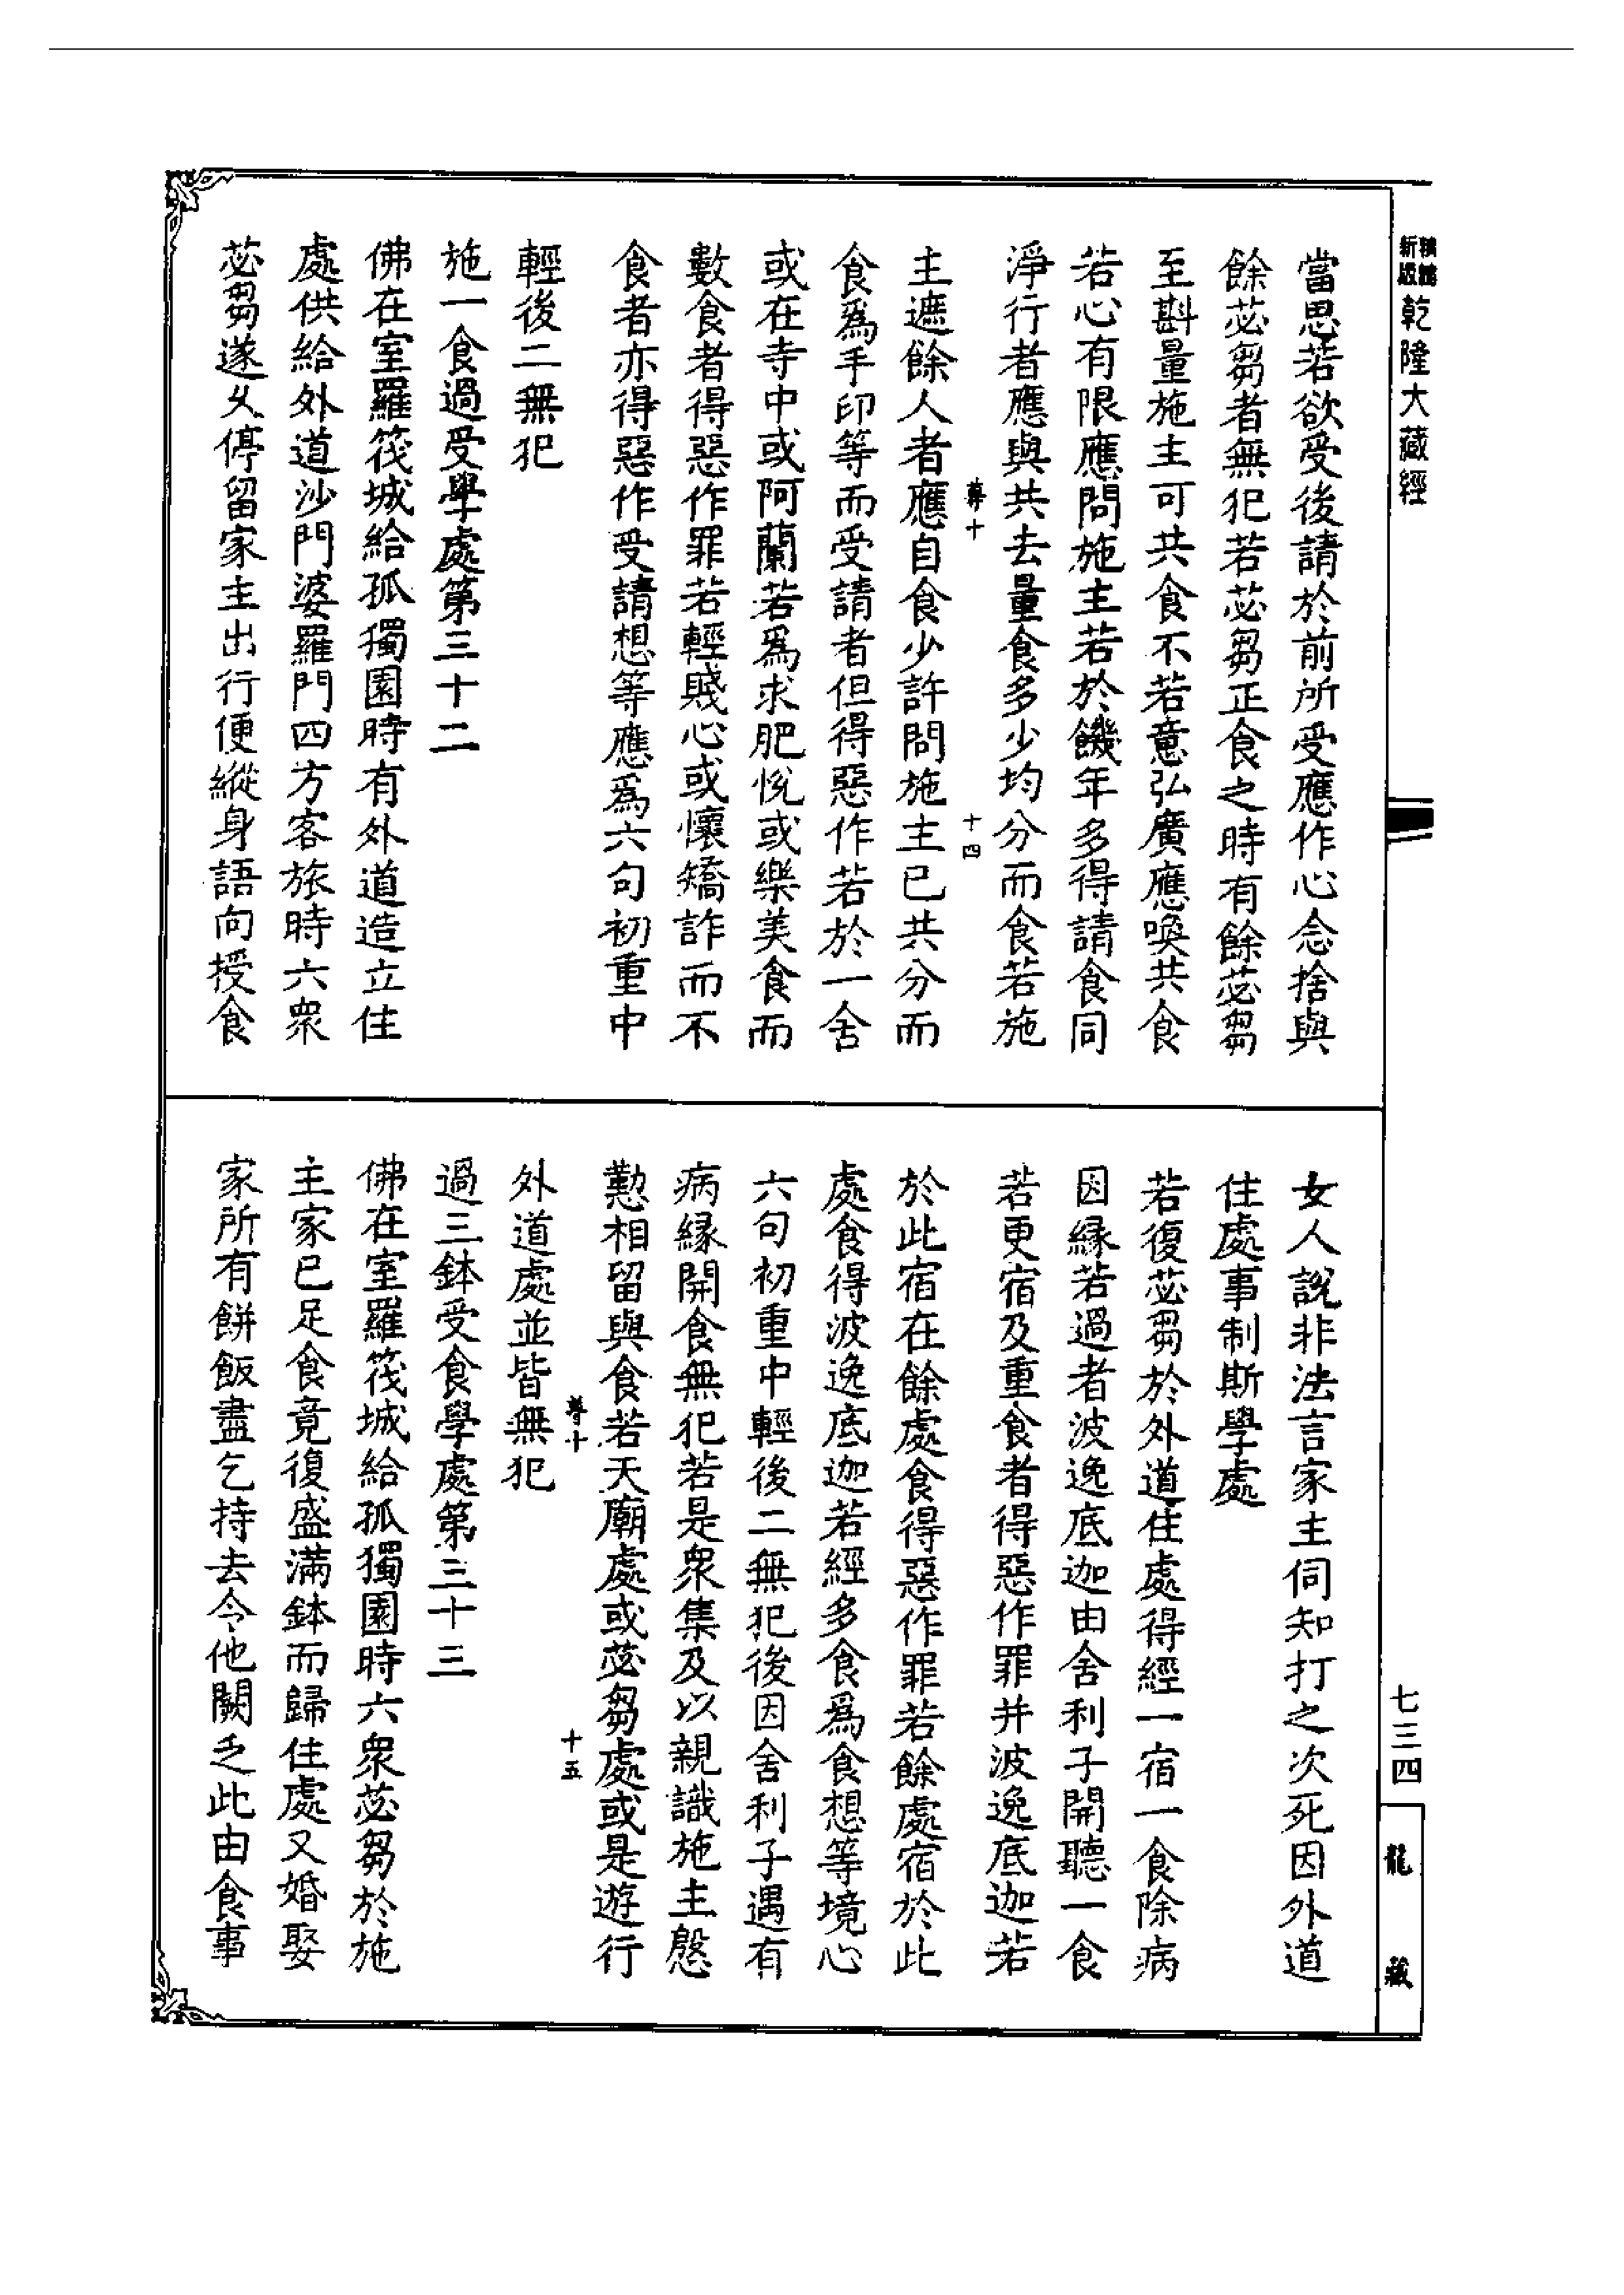 新版乾隆大藏經
當思若欲受後請於前所受應作心念捨與
餘苾芻者無犯若苾芻正食之時有餘苾芻
至斟量施主可共食不若意弘廣應喚共食
若心有限應問施主若於饑年多得請食同
淨行者應與共去量食多少均分而食若施
尊十
十四
主遮餘人者應自食少許問施主已共分而
食爲手印等而受請者但得惡作若於一舍
或在寺中或阿蘭若爲求肥悅或樂美食而
數食者得惡作罪若輕賤心或懷矯詐而不
食者亦得惡作受請想等應爲六句初重中
輕後二無犯
施一食過受學處第三十二
佛在室羅筏城給孤獨園時有外道造立住
處供給外道沙門婆羅門四方客旅時六衆
苾芻遂久停留家主出行便縱身語向授食
女人說非法言家主伺知打之次死因外道
住處事制斯學處
若復苾芻於外道住處得經一宿一食除病
因緣若過者波逸底迦由舍利子開聽一食
若更宿及重食者得惡作罪并波逸底迦若
於此宿在餘處食得惡作罪若餘處宿於此
處食得波逸底迦若經多食爲食想等境心
六句初重中輕後二無犯後因舍利子遇有
病緣開食無犯若是衆集及以親識施主慇
懃相留與食若天廟處或苾芻處或是遊行
尊十
十五
外道處並皆無犯
過三鉢受食學處第三十三
佛在室羅筏城給孤獨園時六衆苾芻於施
主家已足食竟復盛滿鉢而歸住處又婚娶
家所有餅飯盡乞持去令他闕乏此由食事
七三四
龍藏